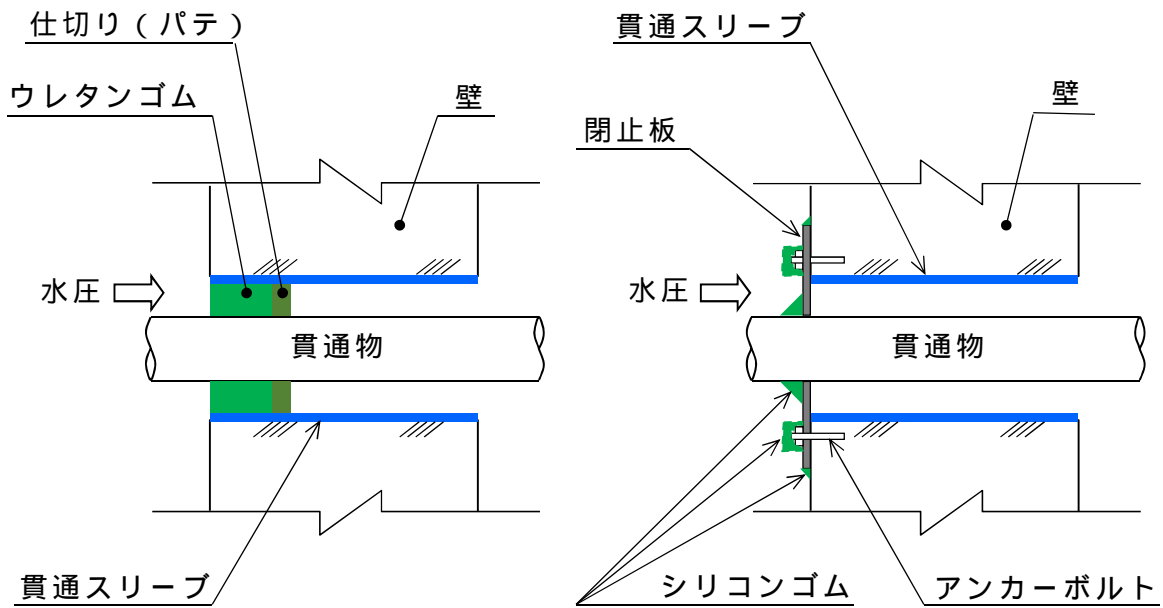 仕切り(パテ)
ウレタンゴム
壁
水圧
貫通物
貫通スリーブ
貫通スリーブ
壁
閉止板
水圧
貫通物
シリコンゴム
アンカーボルト